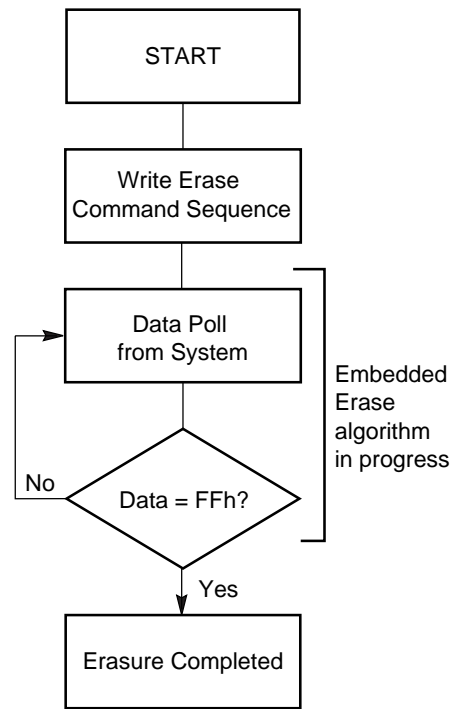 START
Write Erase
Command Sequence
Data Poll
from System
Embedded
Erase
algorithm
in progress
No
Data = FFh?
Yes
Erasure Completed